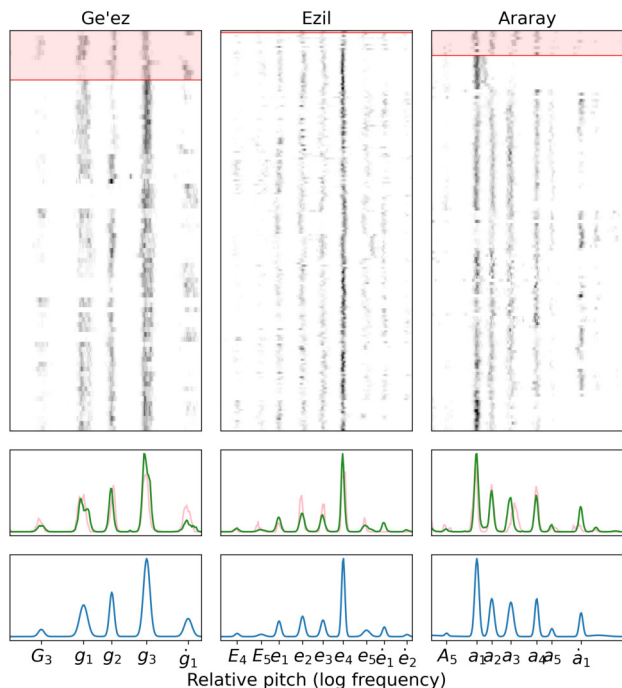 Ge'ez Ezil Araray
G₃ g₁ g₂ g₃ ġ₁ E₄ E₅ e₁ e₂ e₃ e₄ e₅ ė₁ ė₂ A₅ a₁ a₂ a₃ a₄ a₅ ȧ₁
Relative pitch (log frequency)